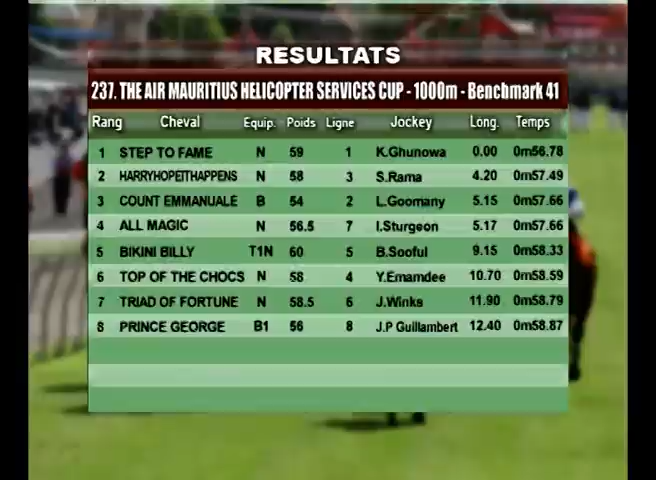 RESULTATS
237. THE AIR MAURITIUS HELICOPTER SERVICES CUP - 1000m - Benchmark 41
Rang Cheval Equip. Poids Ligne Jockey Long. Temps
1 STEP TO FAME N 59 1 K.Ghunowa 0.00 0m56.78
2 HARRYHOPEITHAPPENS N 58 3 S.Rama 4.20 0m57.49
3 COUNT EMMANUALE B 54 2 L.Goomany 5.15 0m57.66
4 ALL MAGIC N 56.5 7 I.Sturgeon 5.17 0m57.66
5 BIKINI BILLY T1N 60 5 B.Sooful 9.15 0m58.33
6 TOP OF THE CHOCS N 58 4 Y.Emamdee 10.70 0m58.59
7 TRIAD OF FORTUNE N 58.5 6 J.Winks 11.90 0m58.79
8 PRINCE GEORGE B1 56 8 J.P Guillambert 12.40 0m58.87